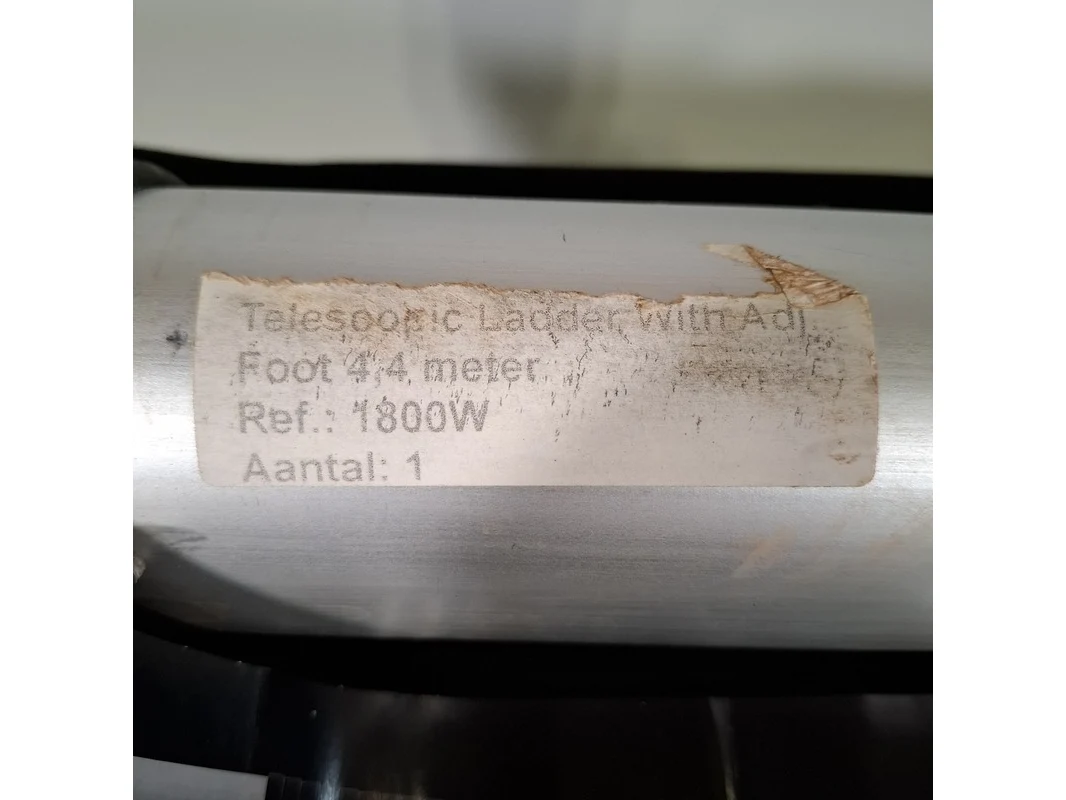 Telescopic Ladder with Adj.
Foot 4,4 meter
Ref.: 1800W
Aantal: 1